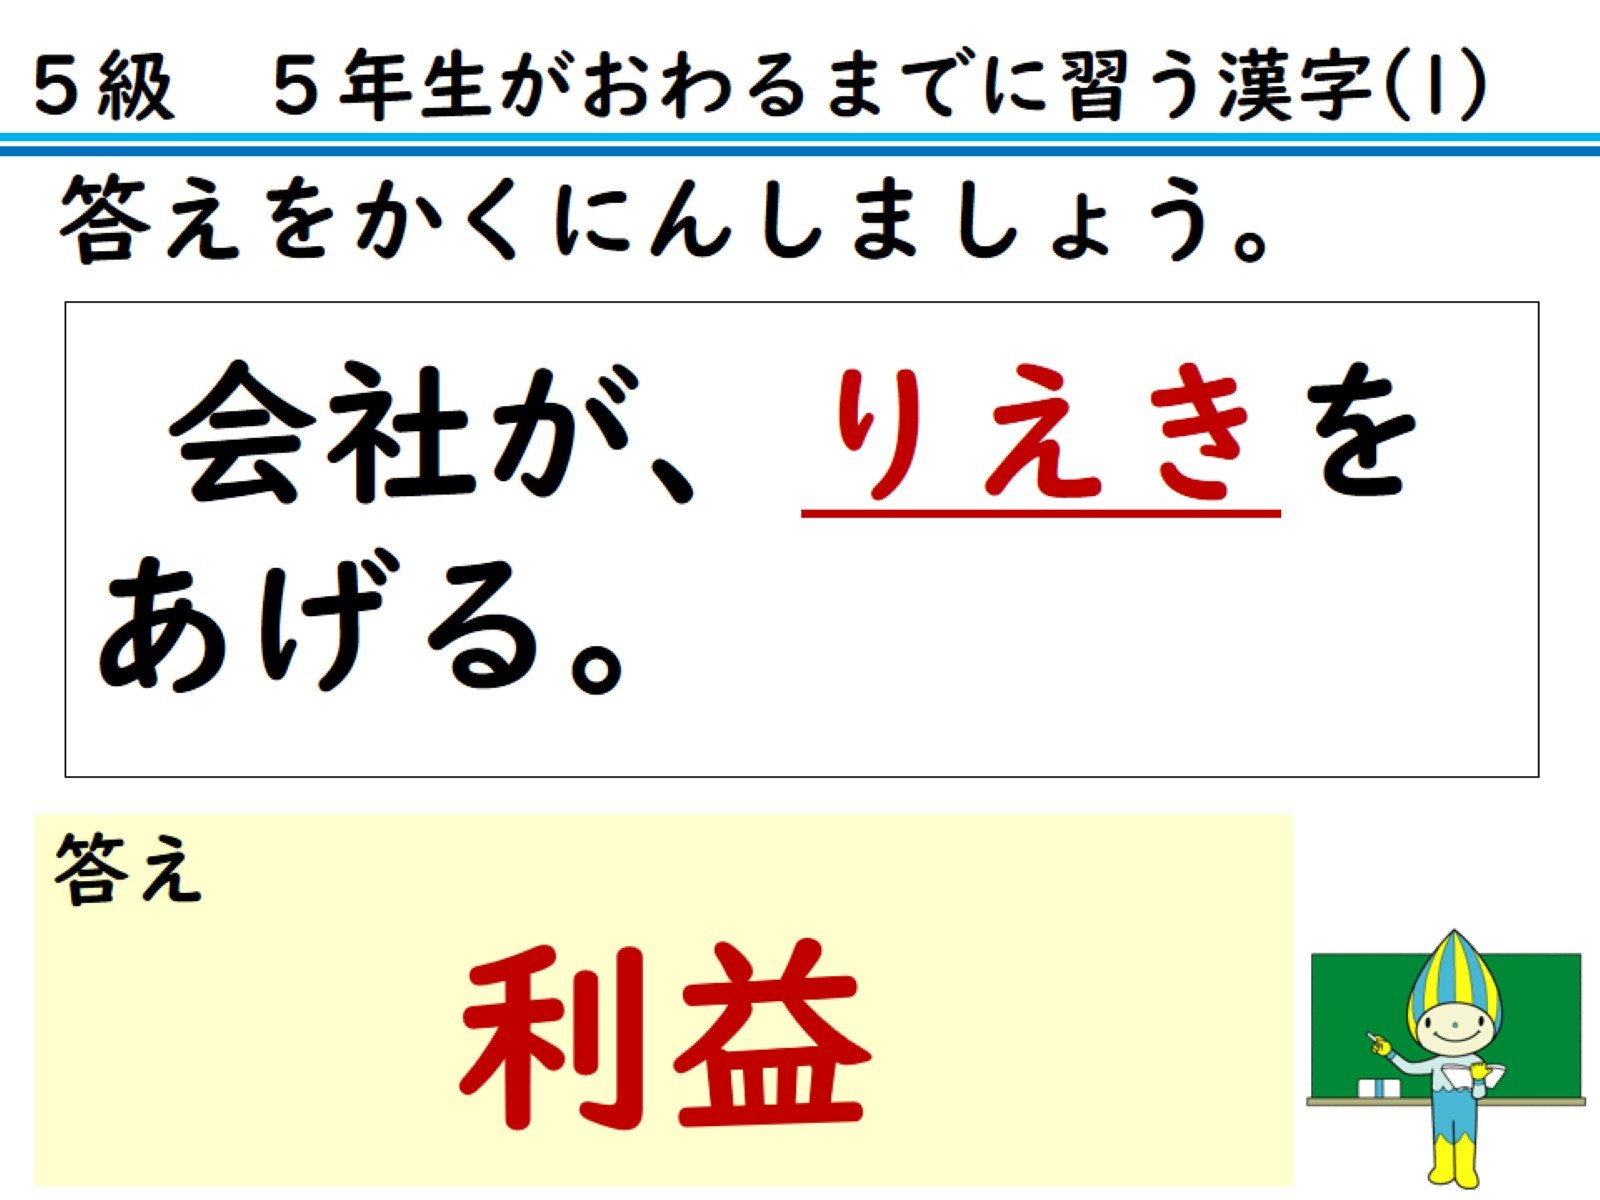 ５級　５年生がおわるまでに習う漢字(1)
答えをかくにんしましょう。
会社が、りえきを
あげる。
答え
利益